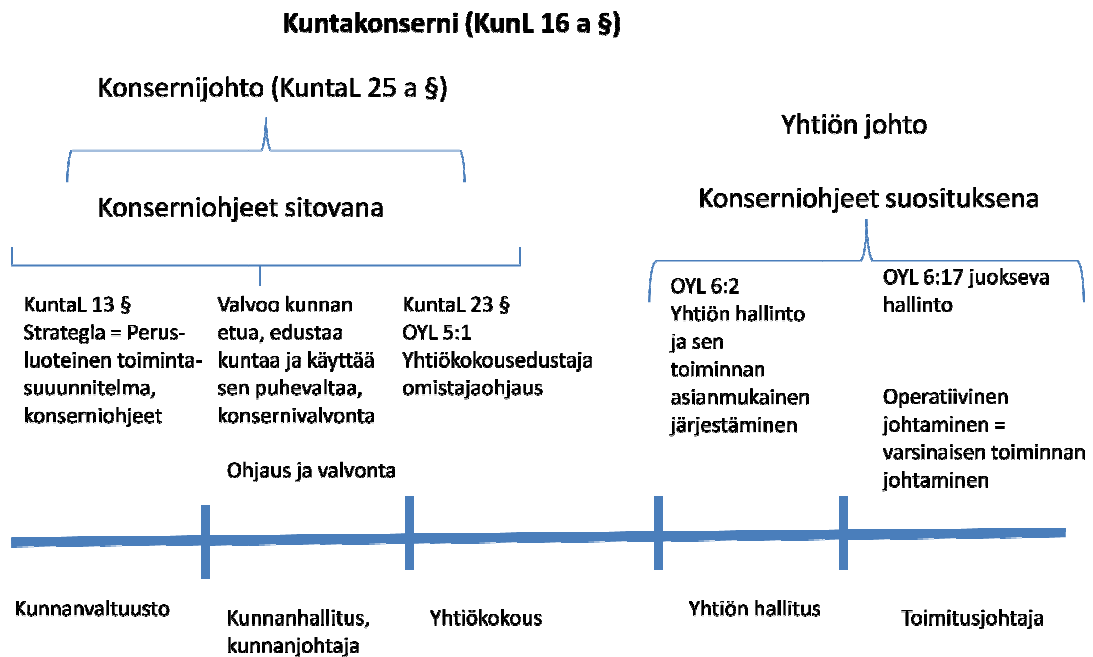 Kuntakonserni (KunL 16 a §)
Konsernijohto (KuntaL 25 a §)
Yhtiön johto
Konserniohjeet sitovana
Konserniohjeet suosituksena
KuntaL 13 §
Strategla = Perus-
luoteinen toiminta-
suuunnitelma,
konserniohjeet
Valvoo kunnan
etua, edustaa
kuntaa ja käyttää
sen puhevaltaa,
konsernivalvonta
KuntaL 23 §
OYL 5:1
Yhtiökokousedustaja
omistajaohjaus
OYL 6:2
Yhtiön hallinto
ja sen
toiminnan
asianmukainen
järjestäminen
OYL 6:17 juokseva
hallinto
Operatiivinen
johtaminen =
varsinaisen toiminnan
johtaminen
Ohjaus ja valvonta
Kunnanvaltuusto
Kunnanhallitus,
kunnanjohtaja
Yhtiökokous
Yhtiön hallitus
Toimitusjohtaja